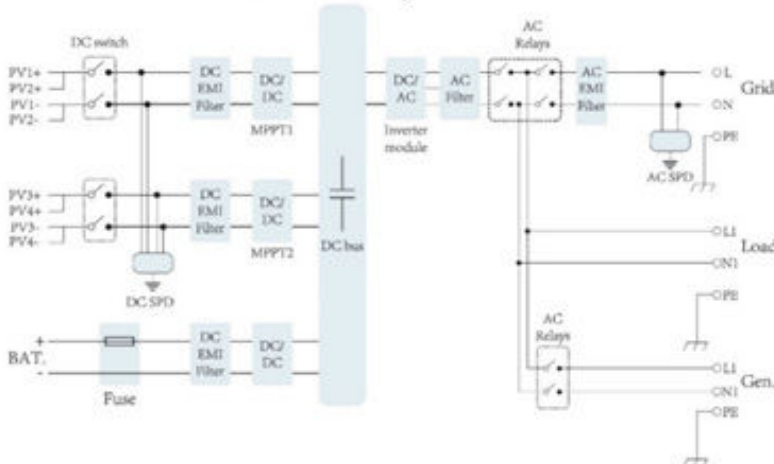 DC switch
PV1+
PV2+
PV1-
PV2-
DC
EMI
Filter
DC/
DC
MPPT1
DC/
AC
Inverter
module
AC
Filter
AC
Relays
AC
EMI
Filter
L
N
Grid
PE
AC SPD
PV3+
PV4+
PV3-
PV4-
DC
EMI
Filter
DC/
DC
MPPT2
DC bus
DC SPD
L1
N1
Load
PE
BAT.
+
-
Fuse
DC
EMI
Filter
DC/
DC
AC
Relays
L1
N1
Gen.
PE